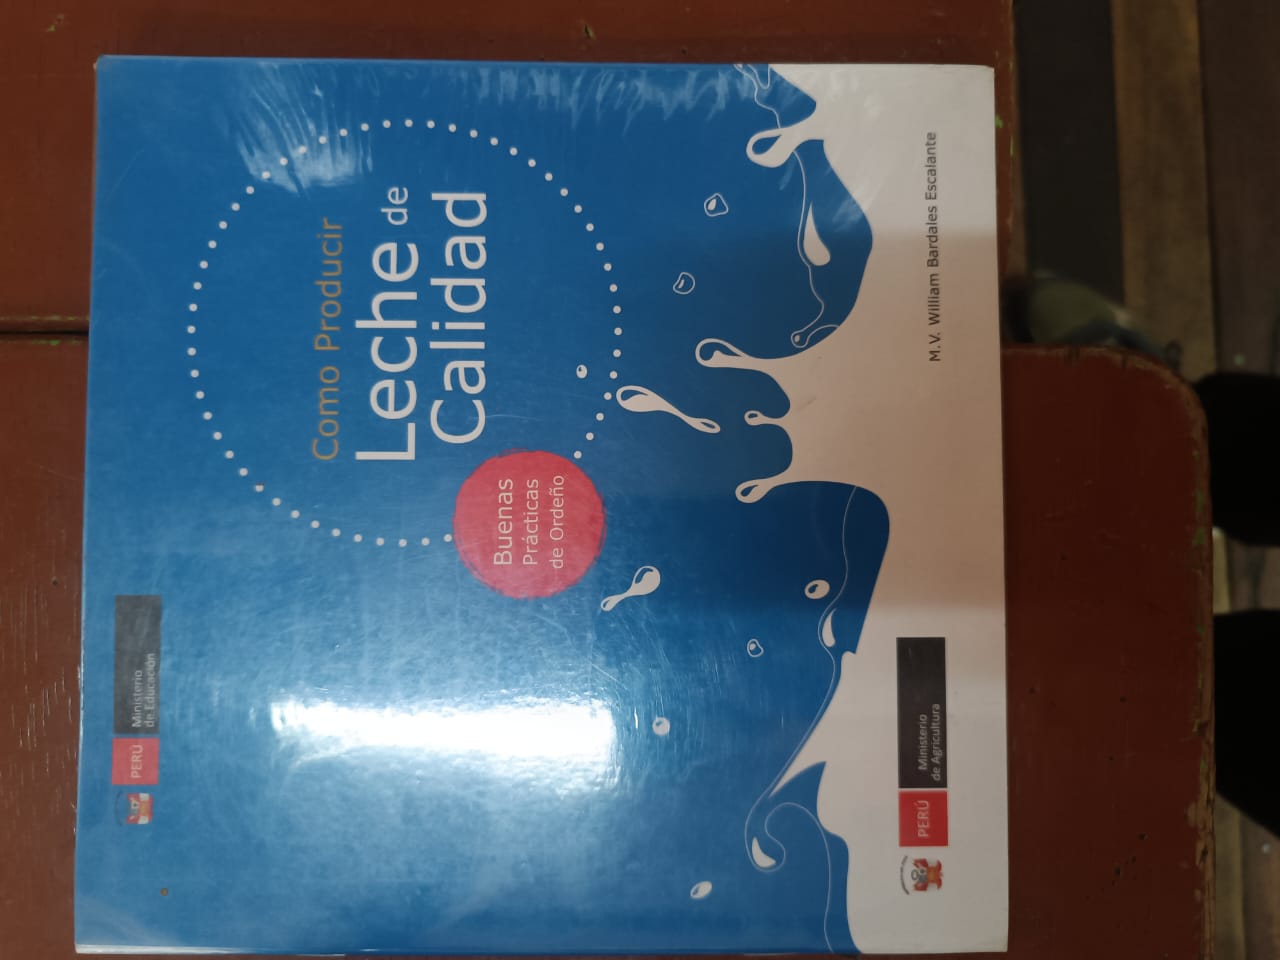 PERÚ
Ministerio
de Educación
Como Producir
Leche de
Calidad
Buenas
Prácticas
de Ordeño
PERÚ
Ministerio
de Agricultura
M.V. William Bardales Escalante